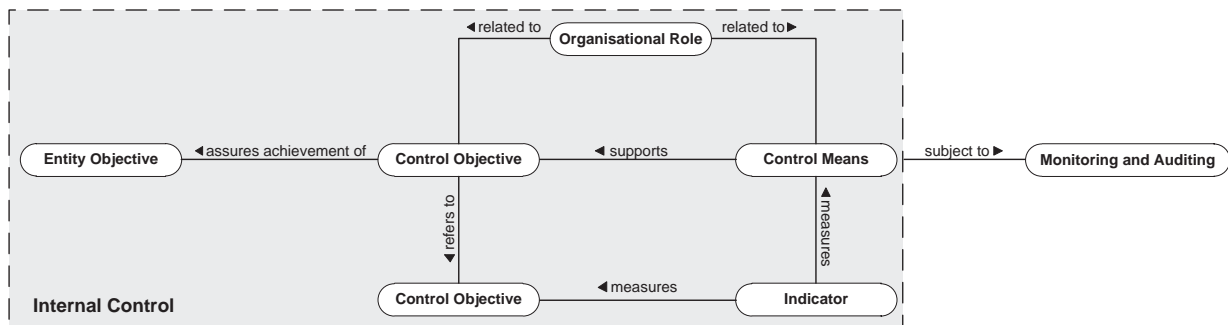 ◄related to
Organisational Role
related to►
Entity Objective
◄assures achievement of
Control Objective
◄supports
Control Means
subject to►
Monitoring and Auditing
◄refers to
measures►
Control Objective
◄measures
Indicator
Internal Control